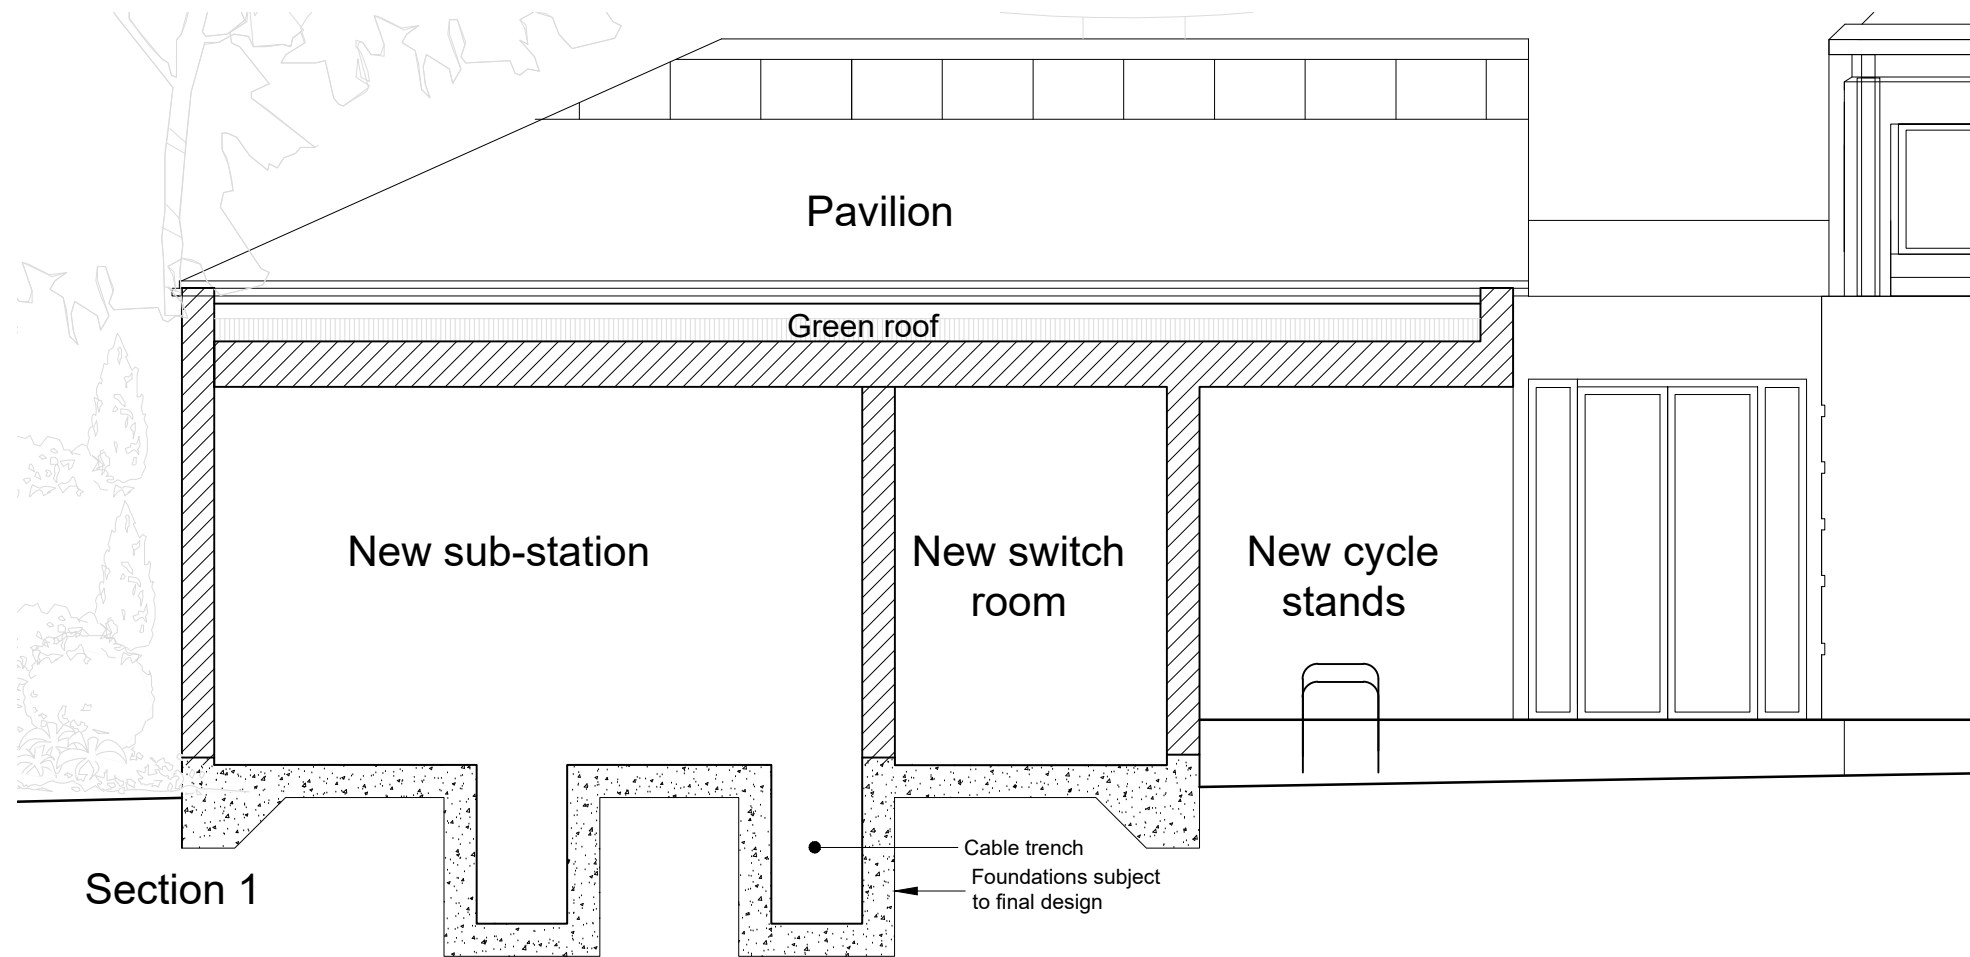 Pavilion
Green roof
New sub-station
New switch
room
New cycle
stands
Cable trench
Foundations subject
to final design
Section 1